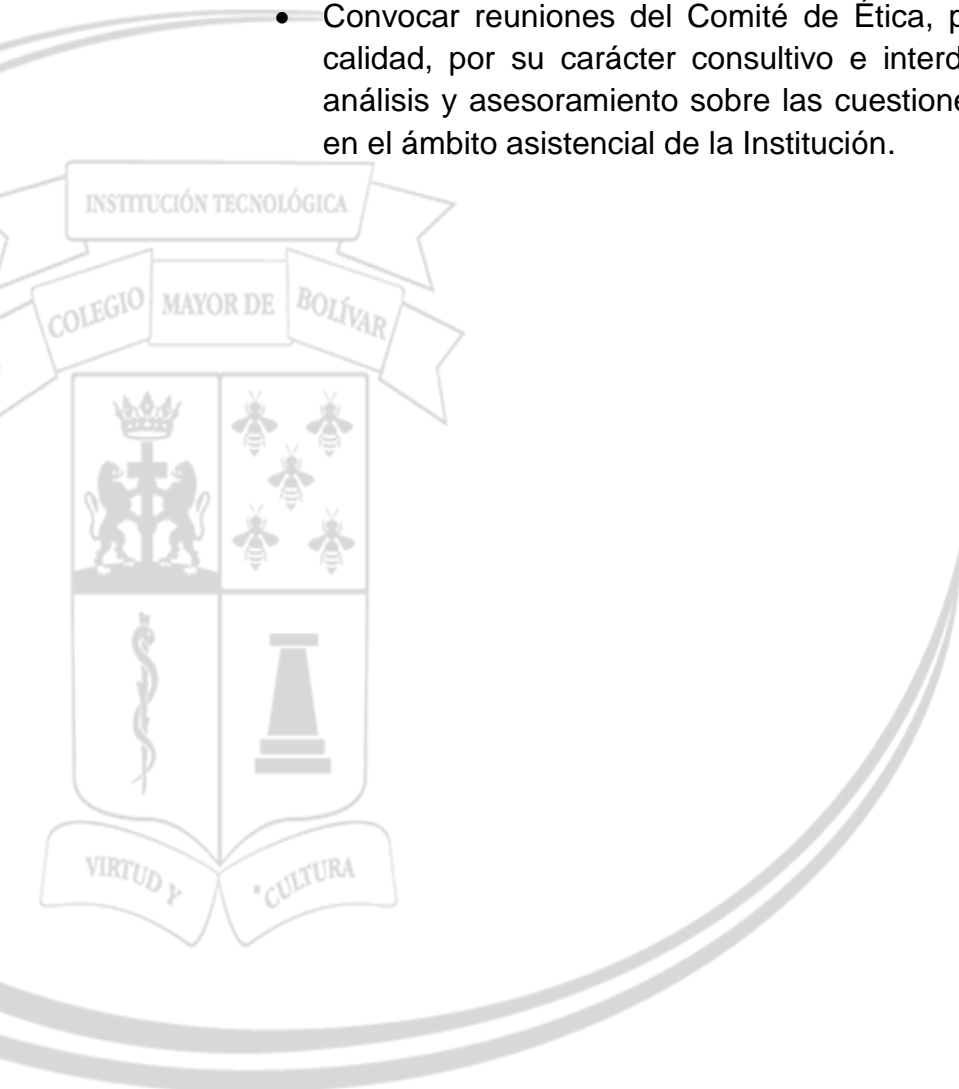 • Convocar reuniones del Comité de Ética, p
calidad, por su carácter consultivo e interd
análisis y asesoramiento sobre las cuestione
en el ámbito asistencial de la Institución.
INSTITUCIÓN TECNOLÓGICA
COLEGIO MAYOR DE BOLÍVAR
VIRTUD Y CULTURA